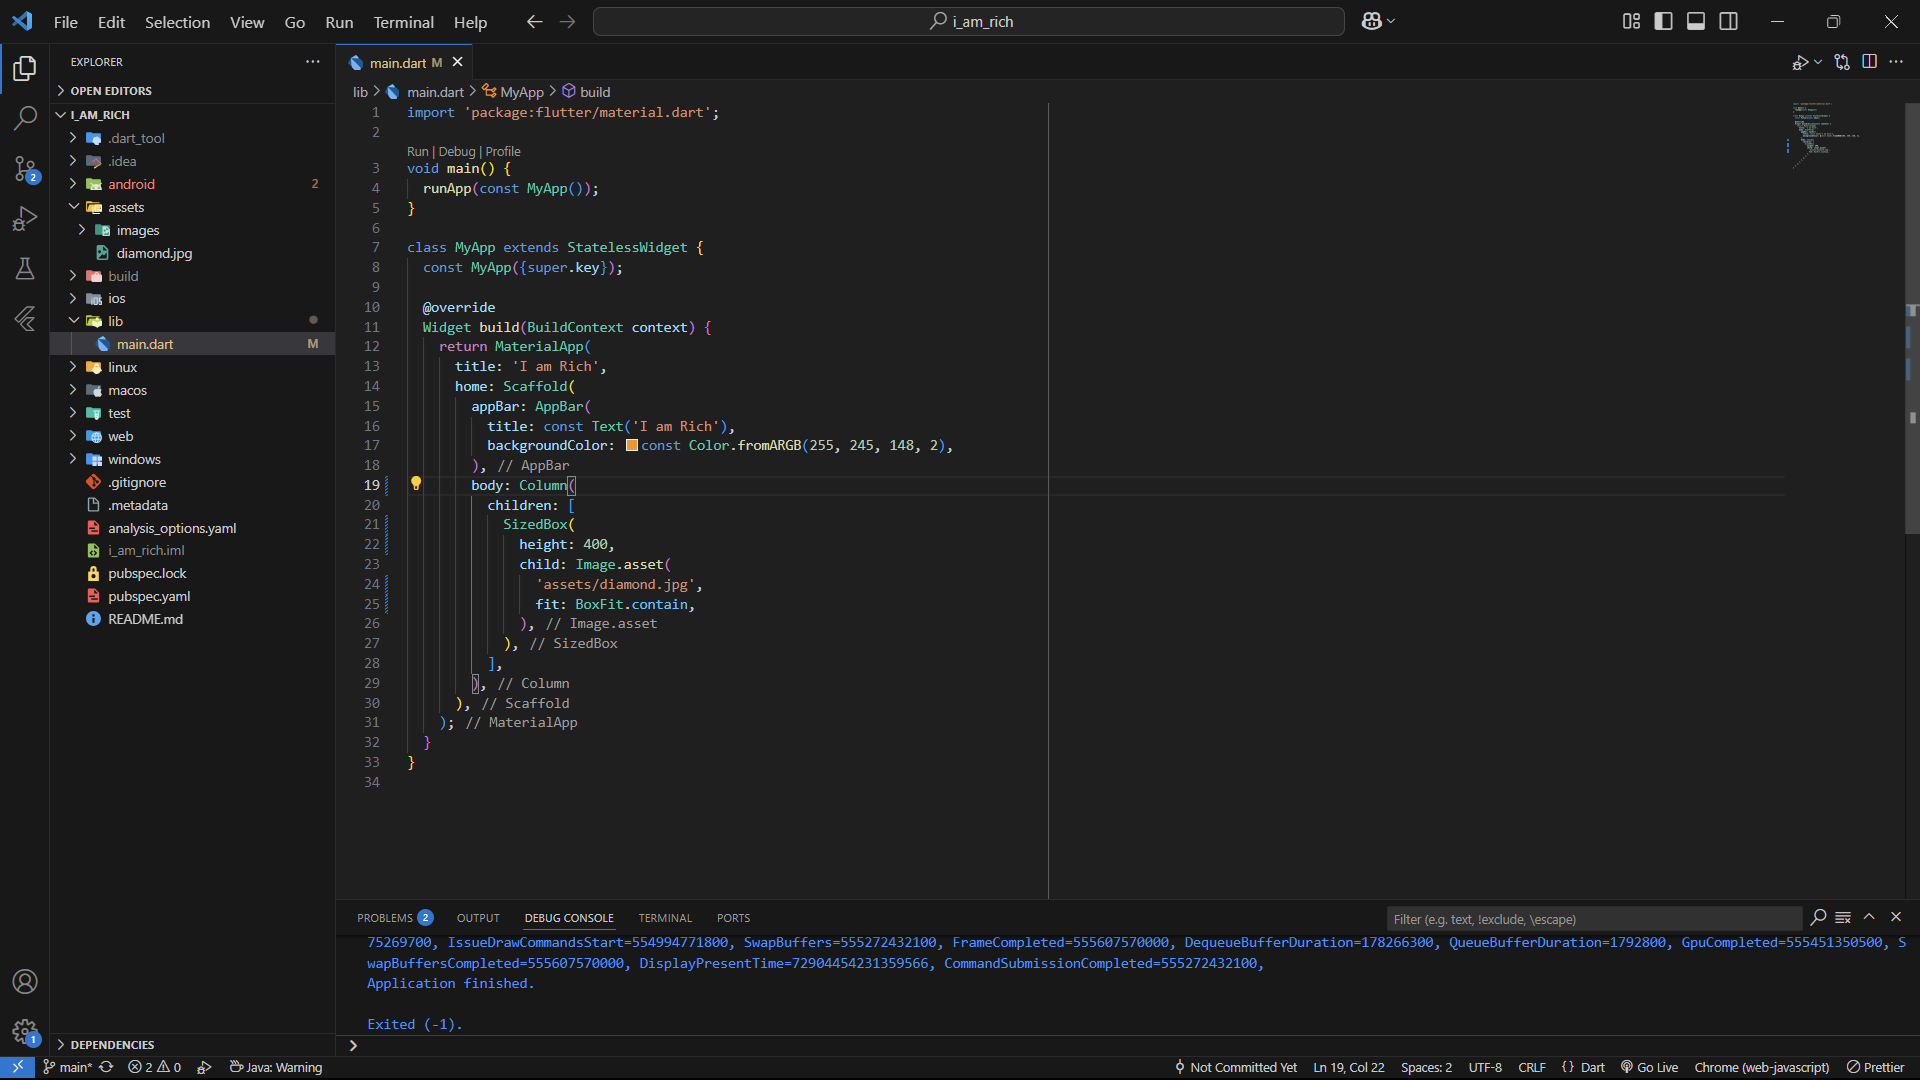 File Edit Selection View Go Run Terminal Help
i_am_rich
EXPLORER
OPEN EDITORS
I_AM_RICH
.dart_tool
.idea
android 2
assets
images
diamond.jpg
build
ios
lib
main.dart M
linux
macos
test
web
windows
.gitignore
.metadata
analysis_options.yaml
i_am_rich.iml
pubspec.lock
pubspec.yaml
README.md
DEPENDENCIES
2
1
main.dart M
lib > main.dart > MyApp > build
1 import 'package:flutter/material.dart';
2
Run | Debug | Profile
3 void main() {
4 runApp(const MyApp());
5 }
6
7 class MyApp extends StatelessWidget {
8 const MyApp({super.key});
9
10 @override
11 Widget build(BuildContext context) {
12 return MaterialApp(
13 title: 'I am Rich',
14 home: Scaffold(
15 appBar: AppBar(
16 title: const Text('I am Rich'),
17 backgroundColor: const Color.fromARGB(255, 245, 148, 2),
18 ), // AppBar
19 body: Column(
20 children: [
21 SizedBox(
22 height: 400,
23 child: Image.asset(
24 'assets/diamond.jpg',
25 fit: BoxFit.contain,
26 ), // Image.asset
27 ), // SizedBox
28 ],
29 ), // Column
30 ), // Scaffold
31 ); // MaterialApp
32 }
33 }
34
PROBLEMS 2 OUTPUT DEBUG CONSOLE TERMINAL PORTS
Filter (e.g. text, !exclude, \escape)
75269700, IssueDrawCommandsStart=554994771800, SwapBuffers=555272432100, FrameCompleted=555607570000, DequeueBufferDuration=178266300, QueueBufferDuration=1792800, GpuCompleted=555451350500, S
wapBuffersCompleted=555607570000, DisplayPresentTime=72904454231359566, CommandSubmissionCompleted=555272432100,
Application finished.
Exited (-1).
main* 2 0 Java: Warning
Not Committed Yet Ln 19, Col 22 Spaces: 2 UTF-8 CRLF {} Dart Go Live Chrome (web-javascript) Prettier